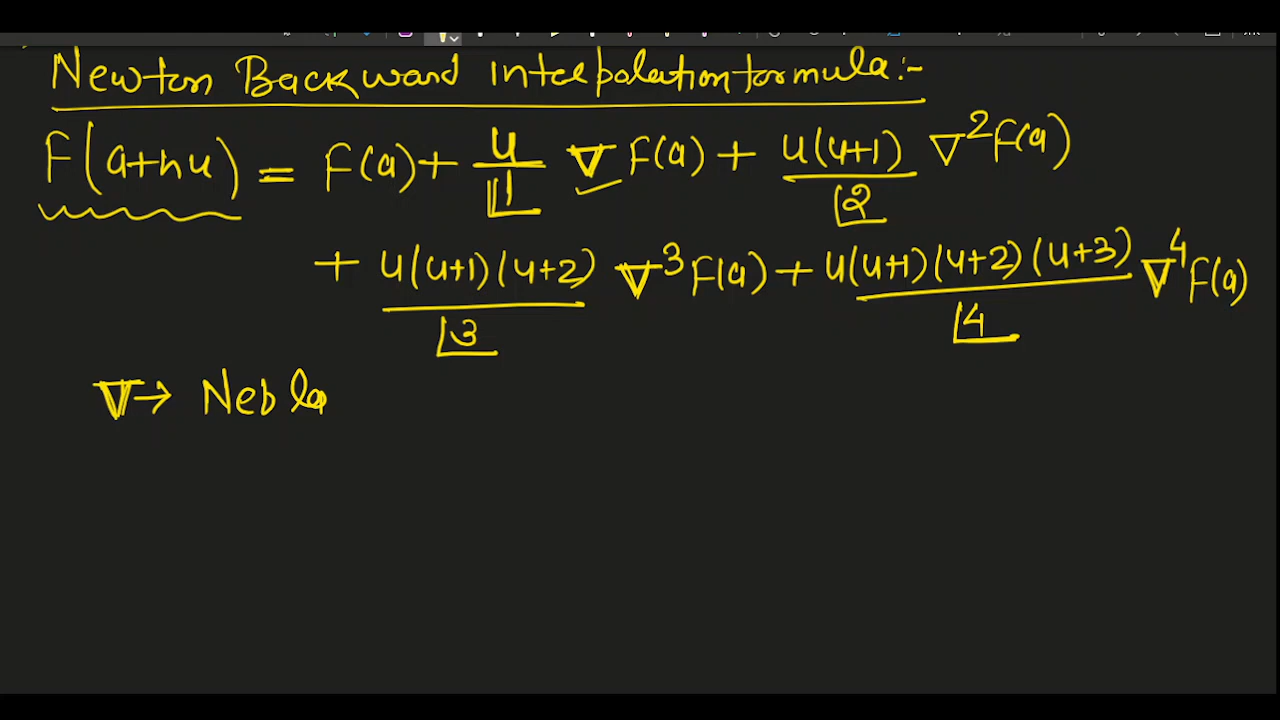 Newton Backward interpolation formula:-
F(a+hu) = F(a) + u/⌊1 ∇ F(a) + u(u+1)/⌊2 ∇²F(a)
+ u(u+1)(u+2)/⌊3 ∇³F(a) + u(u+1)(u+2)(u+3)/⌊4 ∇⁴F(a)
∇→ Nebla